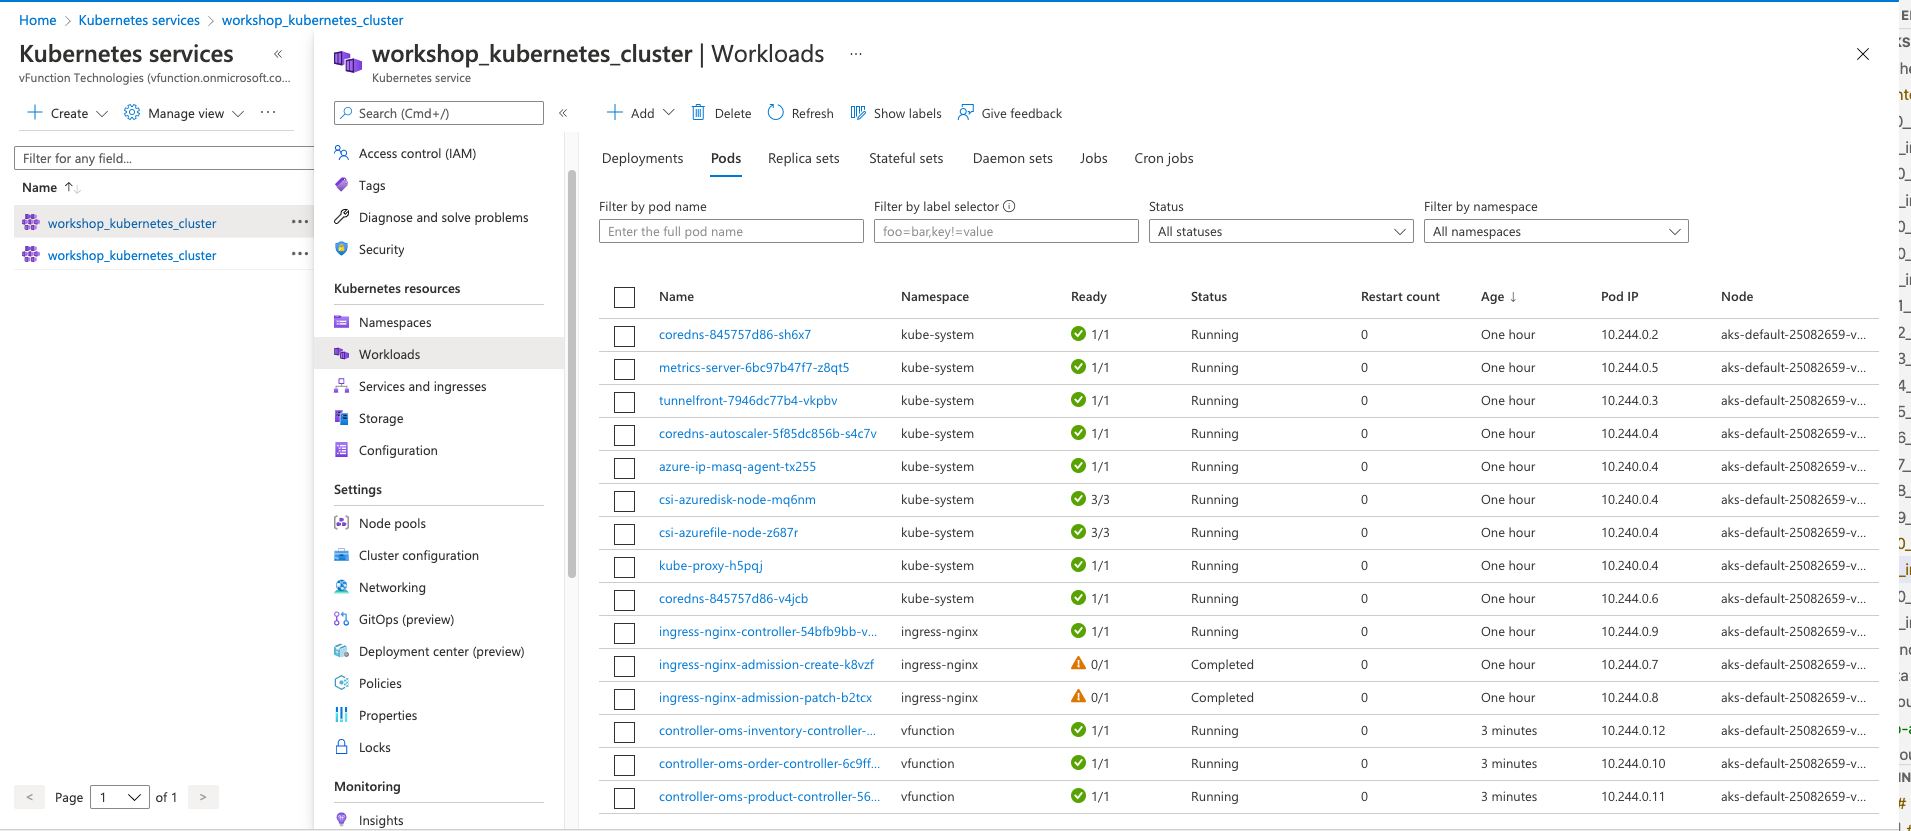 Home > Kubernetes services > workshop_kubernetes_cluster
Kubernetes services «
vFunction Technologies (vfunction.onmicrosoft.co...
+ Create Manage view ...
Filter for any field...
Name ↑↓
workshop_kubernetes_cluster ...
workshop_kubernetes_cluster ...
< Page 1 of 1 >
workshop_kubernetes_cluster | Workloads ...
Kubernetes service
Search (Cmd+/) «
Access control (IAM)
Tags
Diagnose and solve problems
Security
Kubernetes resources
Namespaces
Workloads
Services and ingresses
Storage
Configuration
Settings
Node pools
Cluster configuration
Networking
GitOps (preview)
Deployment center (preview)
Policies
Properties
Locks
Monitoring
Insights
+ Add Delete Refresh Show labels Give feedback
Deployments Pods Replica sets Stateful sets Daemon sets Jobs Cron jobs
Filter by pod name Filter by label selector Status Filter by namespace
Enter the full pod name foo=bar,key!=value All statuses All namespaces
Name Namespace Ready Status Restart count Age ↓ Pod IP Node
coredns-845757d86-sh6x7 kube-system 1/1 Running 0 One hour 10.244.0.2 aks-default-25082659-v...
metrics-server-6bc97b47f7-z8qt5 kube-system 1/1 Running 0 One hour 10.244.0.5 aks-default-25082659-v...
tunnelfront-7946dc77b4-vkpbv kube-system 1/1 Running 0 One hour 10.244.0.3 aks-default-25082659-v...
coredns-autoscaler-5f85dc856b-s4c7v kube-system 1/1 Running 0 One hour 10.244.0.4 aks-default-25082659-v...
azure-ip-masq-agent-tx255 kube-system 1/1 Running 0 One hour 10.240.0.4 aks-default-25082659-v...
csi-azuredisk-node-mq6nm kube-system 3/3 Running 0 One hour 10.240.0.4 aks-default-25082659-v...
csi-azurefile-node-z687r kube-system 3/3 Running 0 One hour 10.240.0.4 aks-default-25082659-v...
kube-proxy-h5pqj kube-system 1/1 Running 0 One hour 10.240.0.4 aks-default-25082659-v...
coredns-845757d86-v4jcb kube-system 1/1 Running 0 One hour 10.244.0.6 aks-default-25082659-v...
ingress-nginx-controller-54bfb9bb-v... ingress-nginx 1/1 Running 0 One hour 10.244.0.9 aks-default-25082659-v...
ingress-nginx-admission-create-k8vzf ingress-nginx 0/1 Completed 0 One hour 10.244.0.7 aks-default-25082659-v...
ingress-nginx-admission-patch-b2tcx ingress-nginx 0/1 Completed 0 One hour 10.244.0.8 aks-default-25082659-v...
controller-oms-inventory-controller-... vfunction 1/1 Running 0 3 minutes 10.244.0.12 aks-default-25082659-v...
controller-oms-order-controller-6c9ff... vfunction 1/1 Running 0 3 minutes 10.244.0.10 aks-default-25082659-v...
controller-oms-product-controller-56... vfunction 1/1 Running 0 3 minutes 10.244.0.11 aks-default-25082659-v...